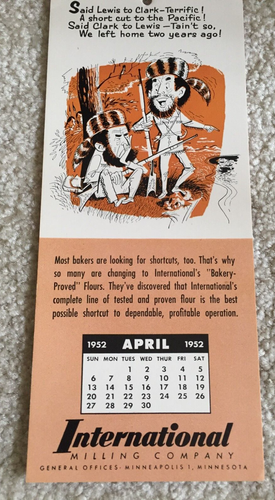 Said Lewis to Clark—Terrific!
A short cut to the Pacific!
Said Clark to Lewis—Tain't so,
We left home two years ago!
Most bakers are looking for shortcuts, too. That's why
so many are changing to International's "Bakery-
Proved" Flours. They've discovered that International's
complete line of tested and proven flour is the best
possible shortcut to dependable, profitable operation.
1952 APRIL 1952
SUN MON TUES WED THUR FRI SAT
1 2 3 4 5
6 7 8 9 10 11 12
13 14 15 16 17 18 19
20 21 22 23 24 25 26
27 28 29 30
International
MILLING COMPANY
GENERAL OFFICES · MINNEAPOLIS 1, MINNESOTA